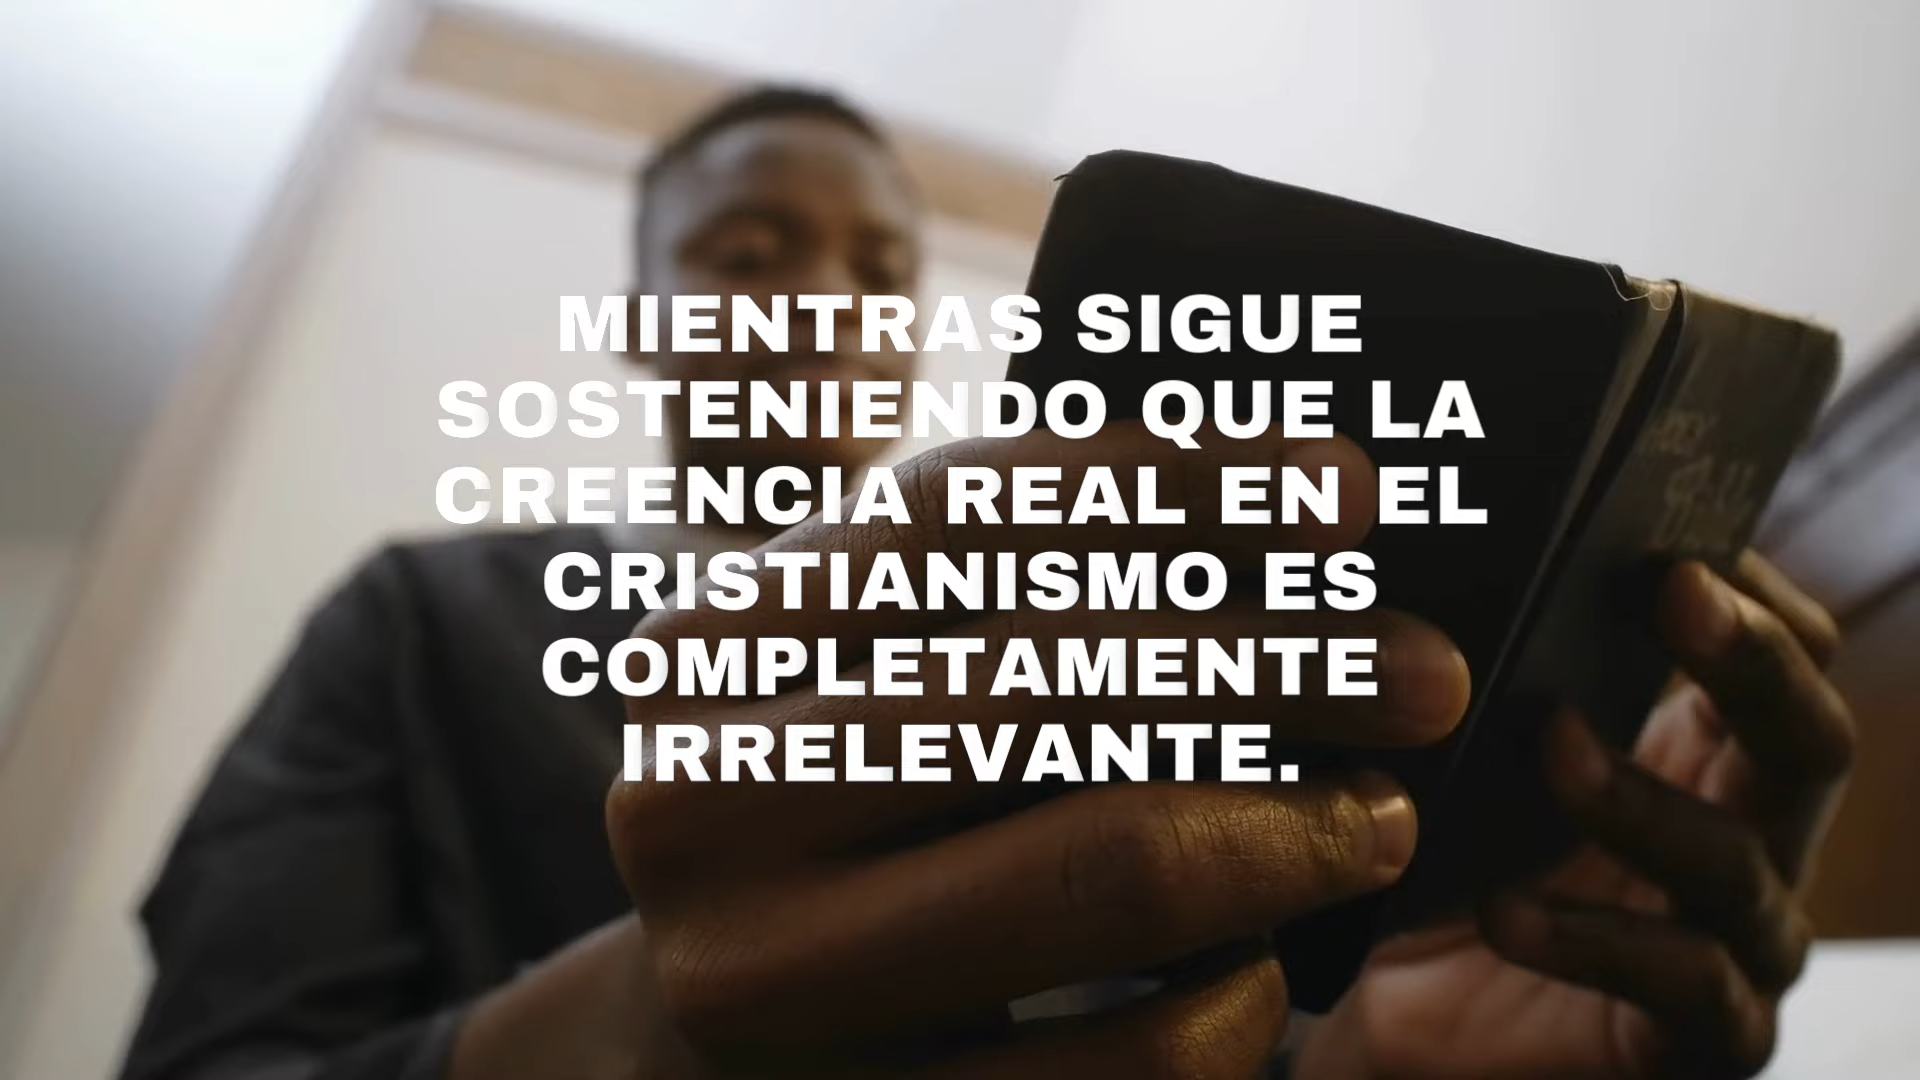 MIENTRAS SIGUE
SOSTENIENDO QUE LA
CREENCIA REAL EN EL
CRISTIANISMO ES
COMPLETAMENTE
IRRELEVANTE.